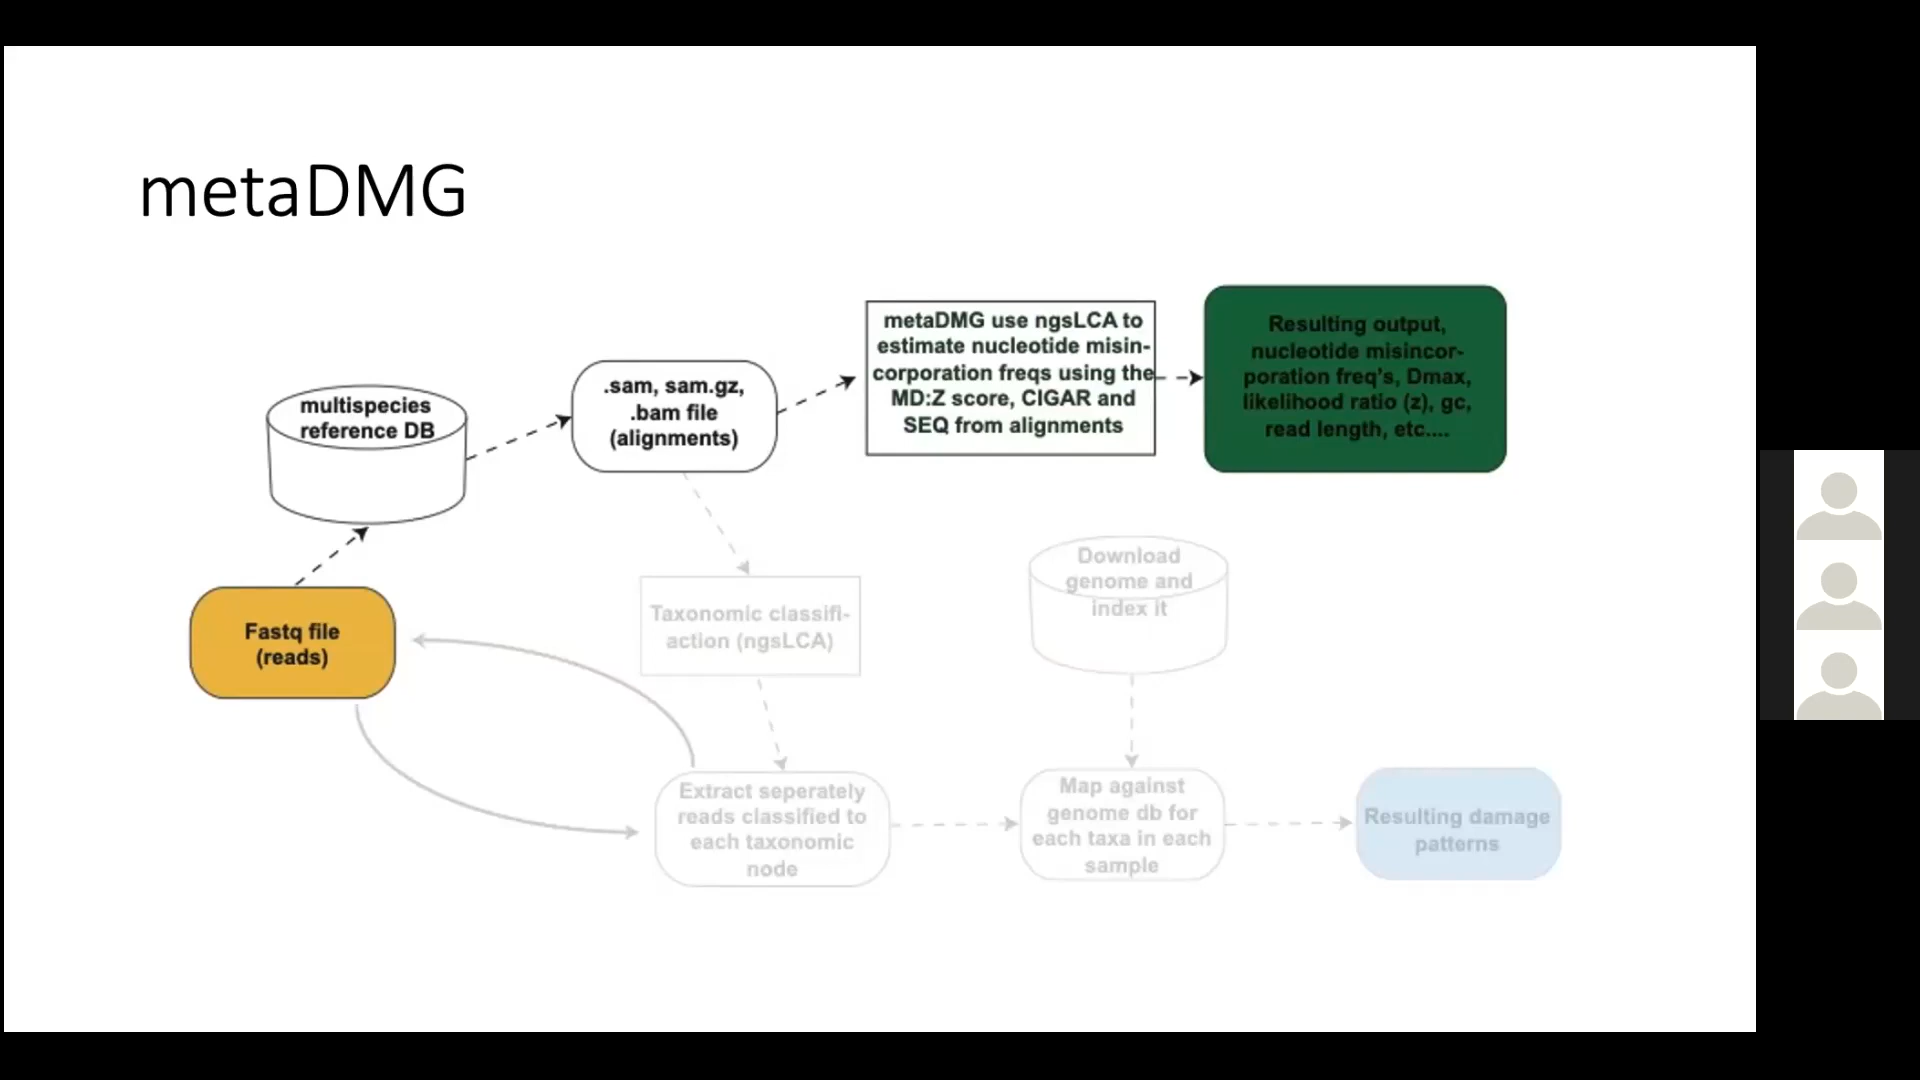 metaDMG
multispecies
reference DB
.sam, sam.gz,
.bam file
(alignments)
metaDMG use ngsLCA to
estimate nucleotide misin-
corporation freqs using the
MD:Z score, CIGAR and
SEQ from alignments
Resulting output,
nucleotide misincor-
poration freq's, Dmax,
likelihood ratio (z), gc,
read length, etc....
Fastq file
(reads)
Taxonomic classifi-
action (ngsLCA)
Download
genome and
index it
Extract seperately
reads classified to
each taxonomic
node
Map against
genome db for
each taxa in each
sample
Resulting damage
patterns